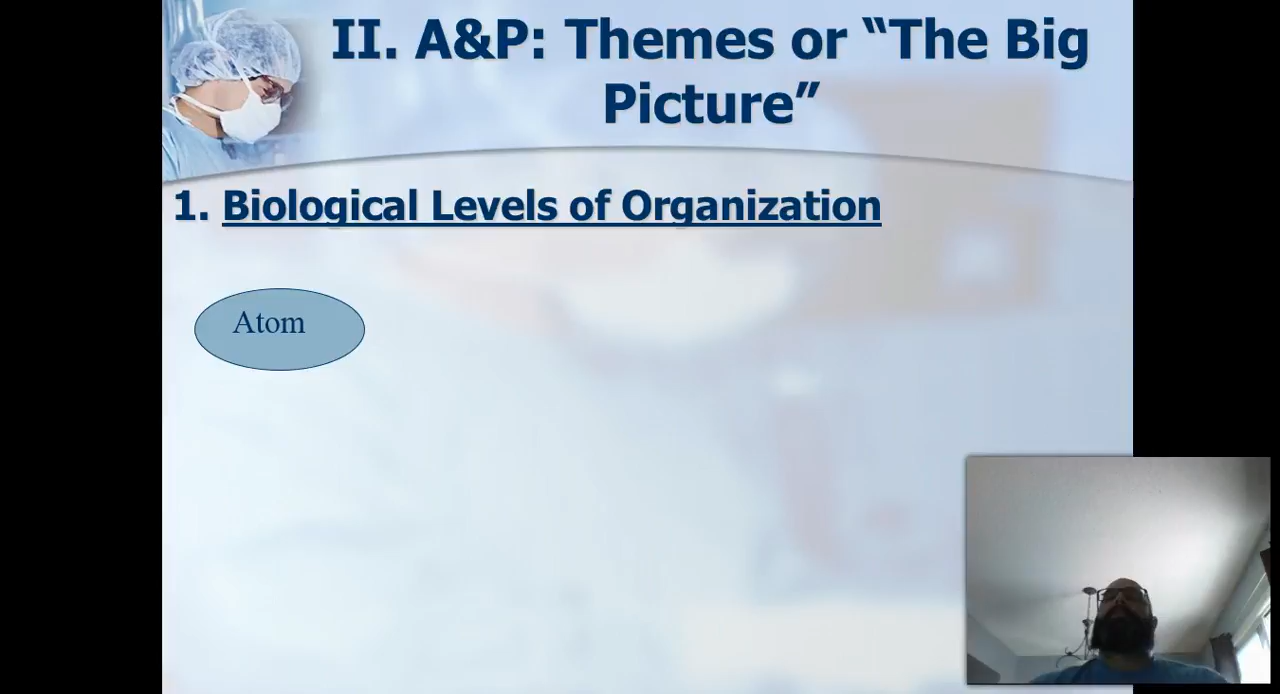 II. A&P: Themes or “The Big
Picture”
1. Biological Levels of Organization
Atom